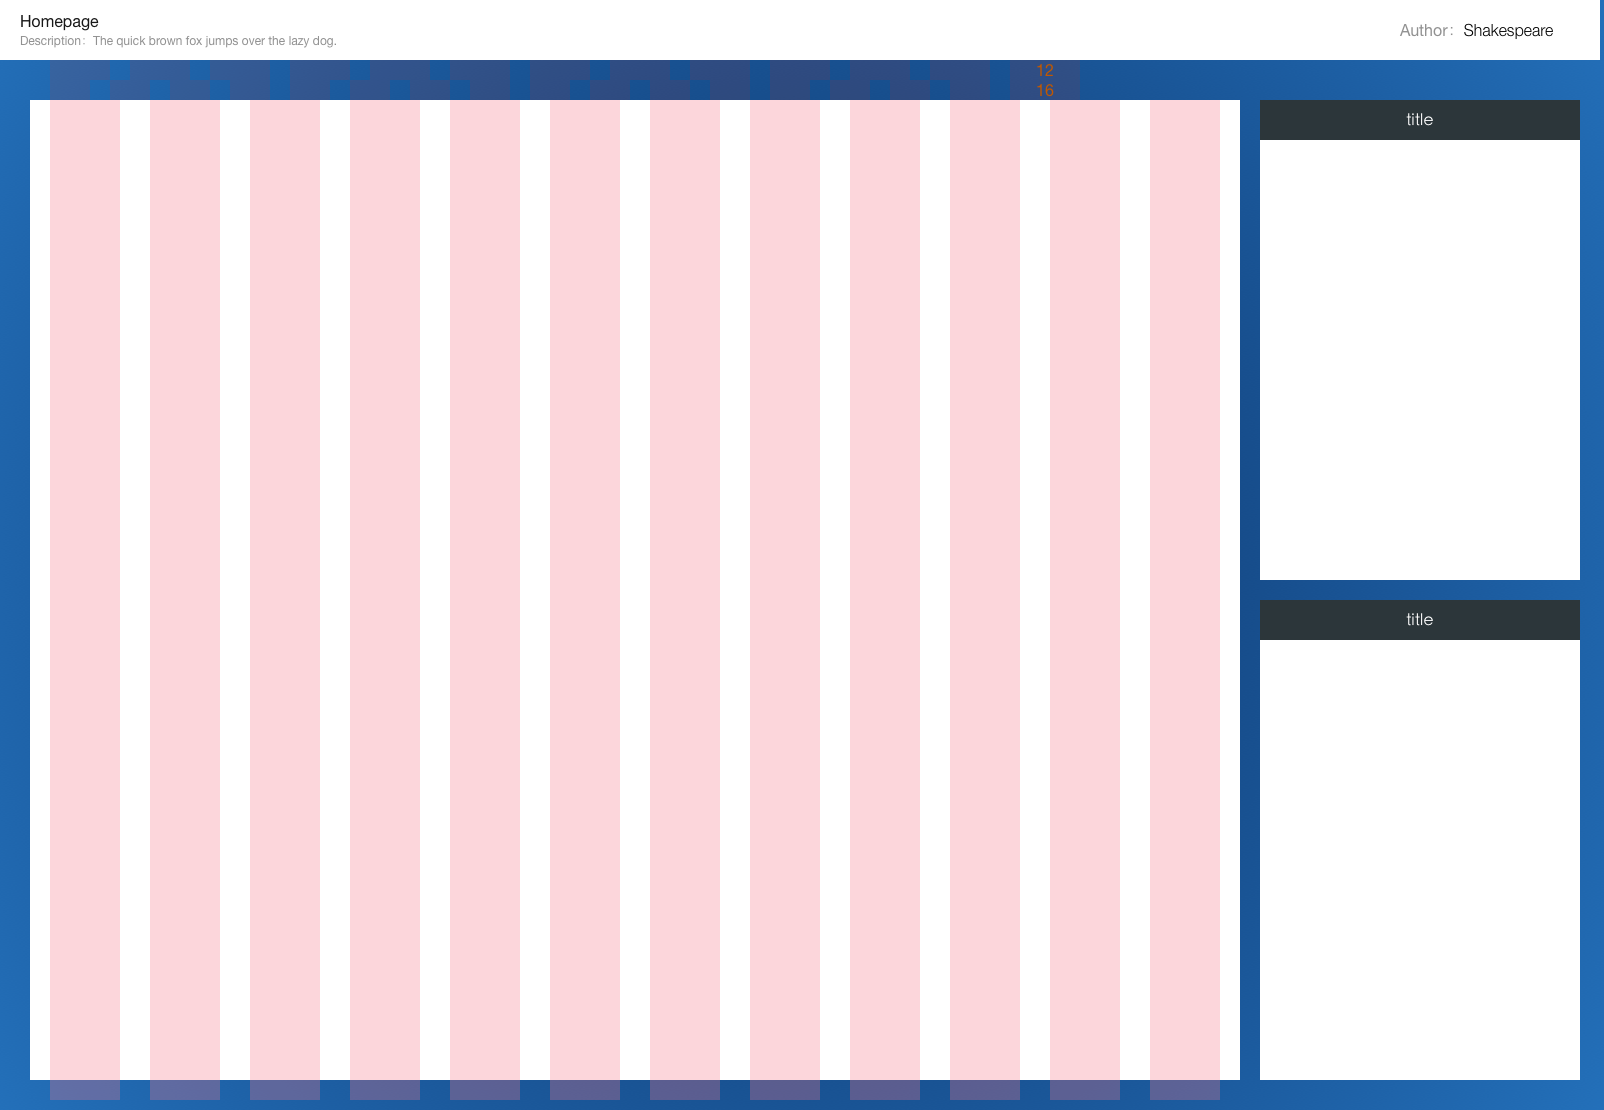 Homepage
Description： The quick brown fox jumps over the lazy dog.
Author： Shakespeare
12
16
title
title